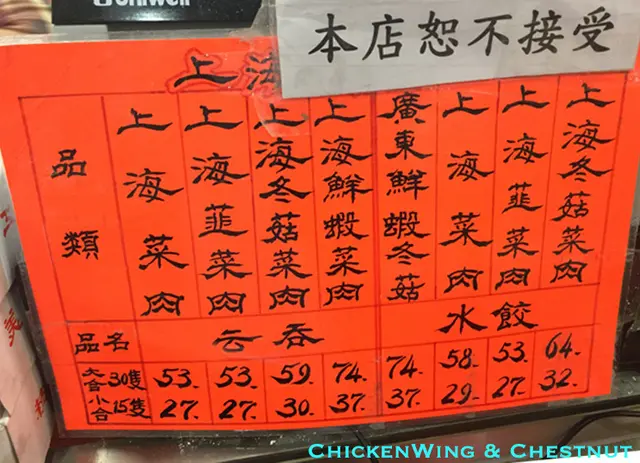 Uniwell
本店恕不接受
上海
品類
上海菜肉
上海韮菜肉
上海冬菇菜肉
上海鮮蝦菜肉
廣東鮮蝦冬菇
上海菜肉
上海韮菜肉
上海冬菇菜肉
品名 云吞 水餃
大合30隻 53. 53. 59. 74. 74. 58. 53. 64.
小合15隻 27. 27. 30. 37. 37. 29. 27. 32.
ChickenWing & Chestnut